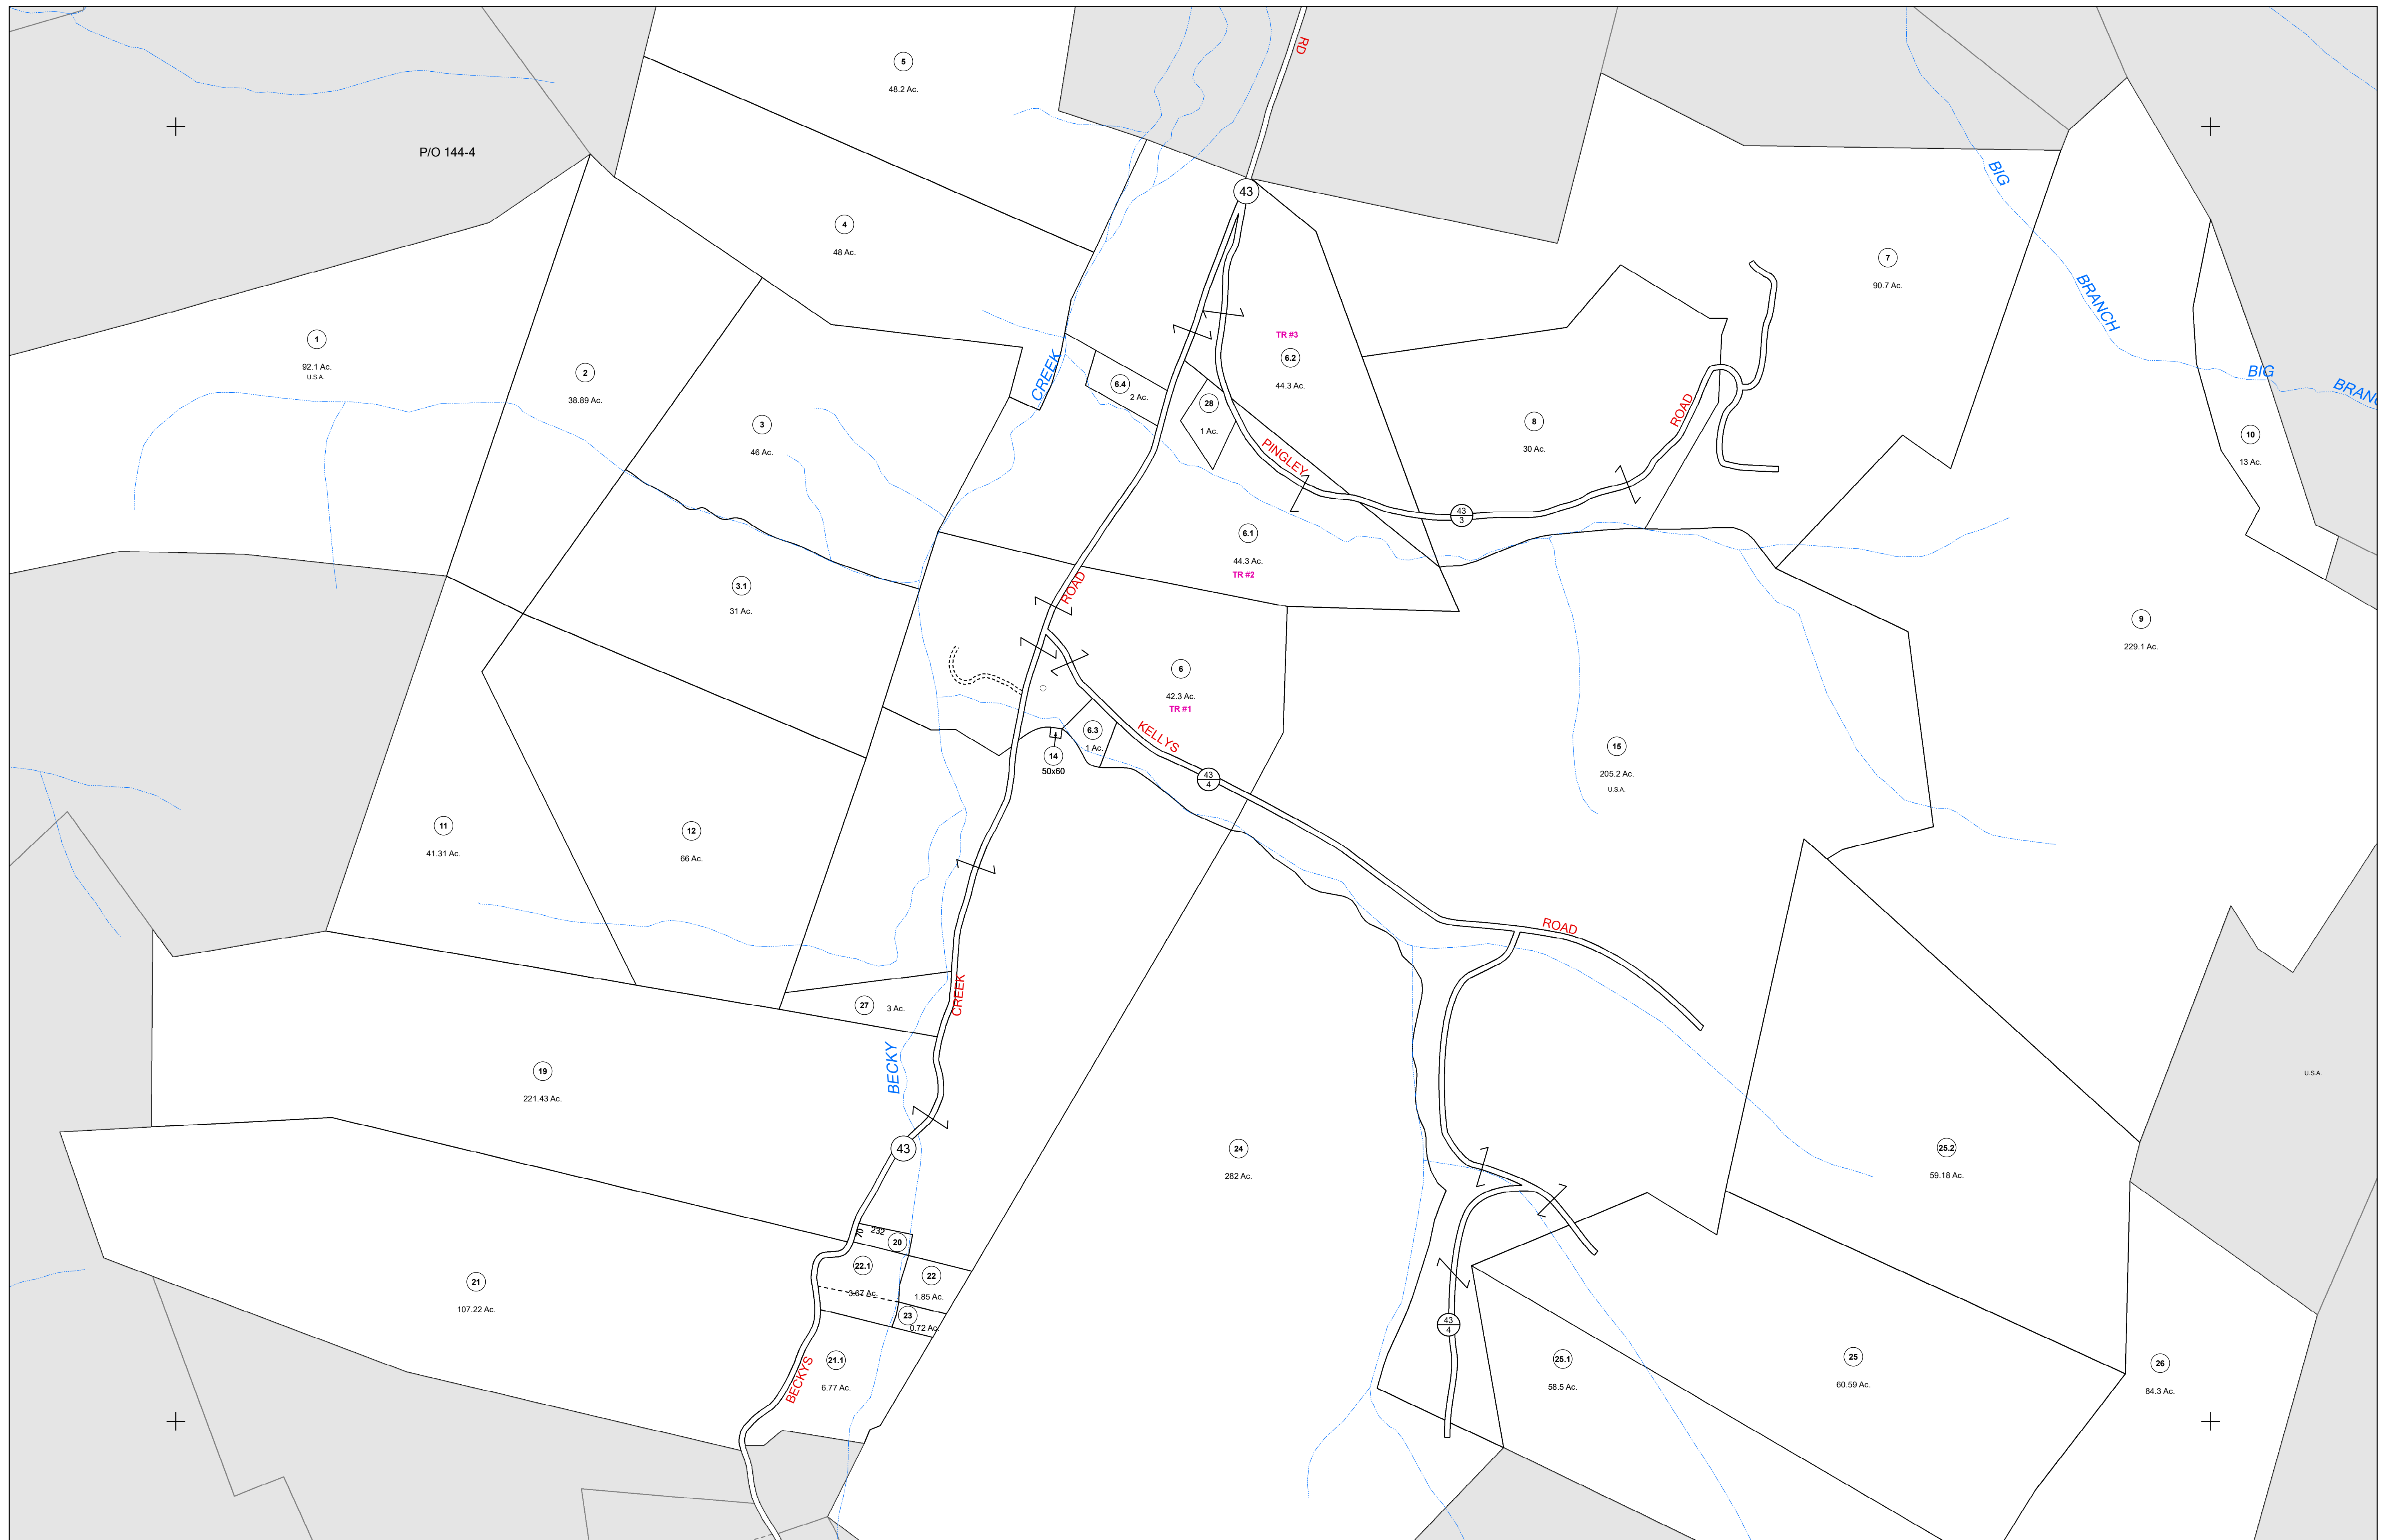 RD
5
48.2 Ac.
P/O 144-4
BIG
43
4
48 Ac.
7
90.7 Ac.
BRANCH
1
92.1 Ac.
U.S.A.
2
38.89 Ac.
TR #3
6.2
44.3 Ac.
CREEK
6.4
2 Ac.
28
1 Ac.
BIG
ROAD
8
30 Ac.
3
46 Ac.
PINGLEY
10
13 Ac.
43
3
6.1
44.3 Ac.
TR #2
3.1
31 Ac.
ROAD
9
229.1 Ac.
6
42.3 Ac.
TR #1
6.3
1 Ac.
KELLYS
14
50x60
43
4
15
205.2 Ac.
U.S.A.
11
41.31 Ac.
12
66 Ac.
ROAD
27
3 Ac.
CREEK
BECKY
19
221.43 Ac.
U.S.A.
43
24
282 Ac.
25.2
59.18 Ac.
70
232
20
22.1
3.67 Ac.
22
1.85 Ac.
21
107.22 Ac.
23
0.72 Ac.
43
4
BECKYS
21.1
6.77 Ac.
25.1
58.5 Ac.
25
60.59 Ac.
26
84.3 Ac.